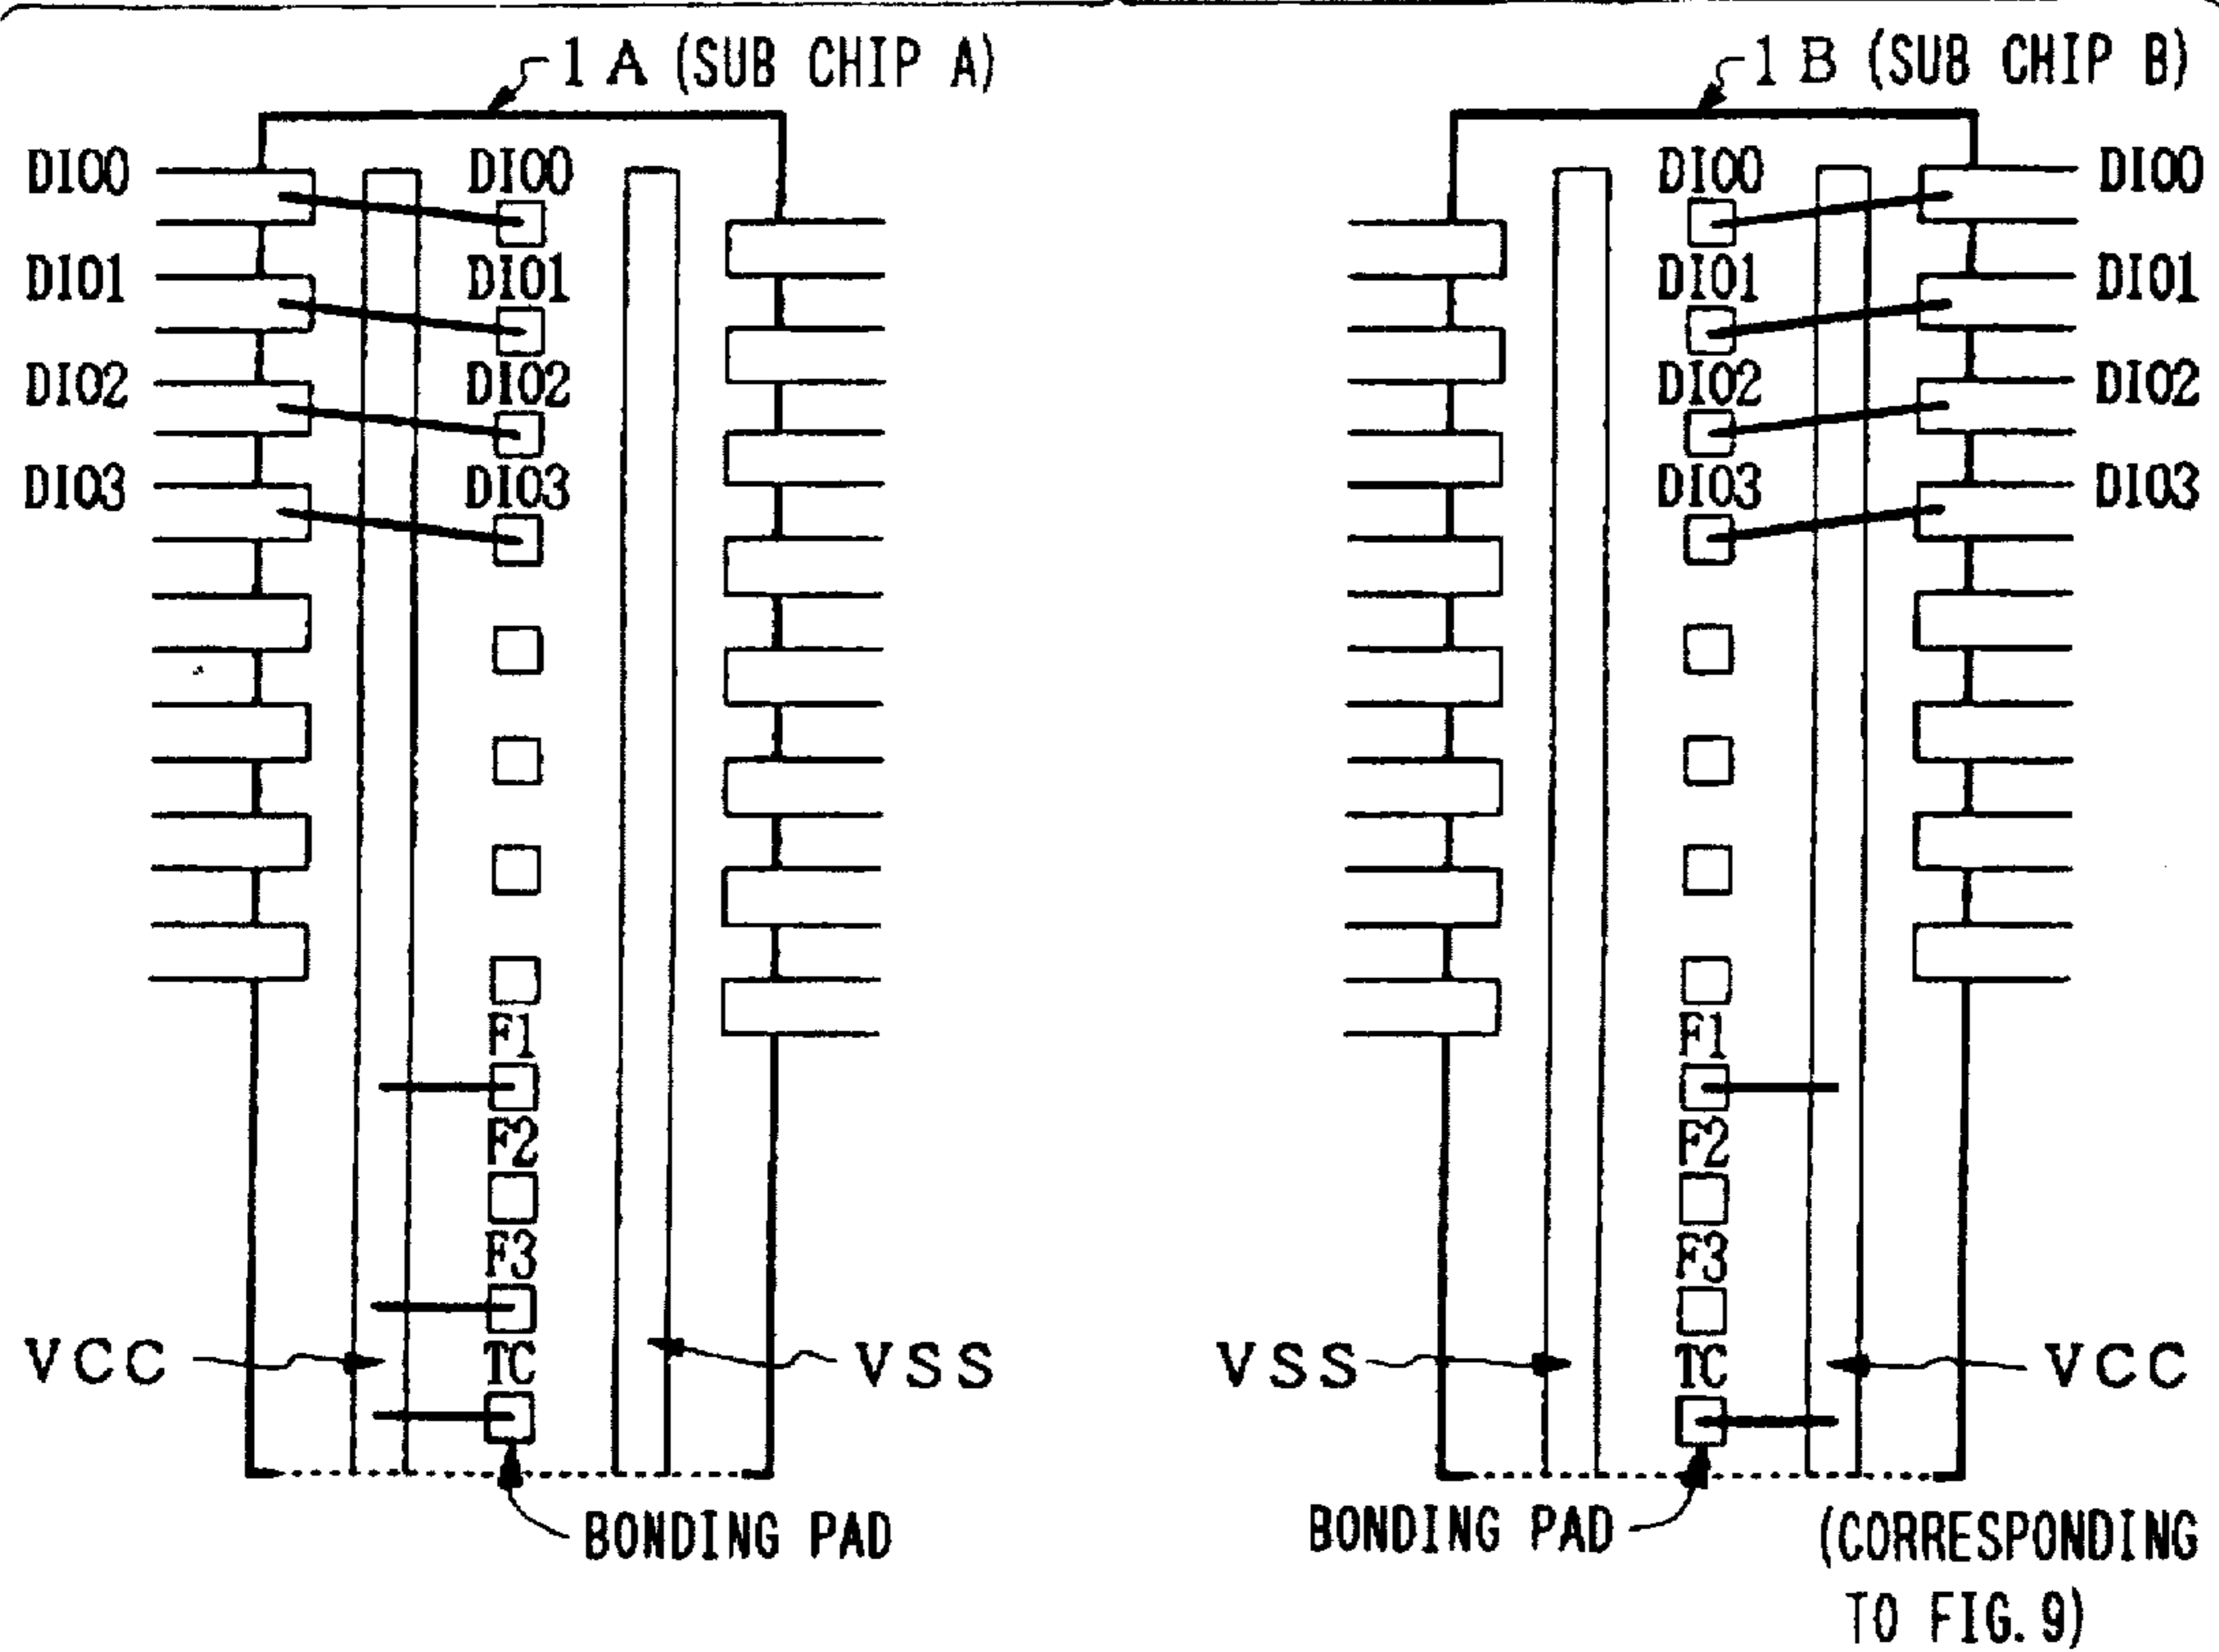 1 A (SUB CHIP A)
DIO0
DIO0
DIO1
DIO1
DIO2
DIO2
DIO3
DIO3
F1
F2
F3
TC
VCC
VSS
BONDING PAD
1 B (SUB CHIP B)
DIO0
DIO0
DIO1
DIO1
DIO2
DIO2
DIO3
DIO3
F1
F2
F3
TC
VSS
VCC
BONDING PAD
(CORRESPONDING
TO FIG. 9)